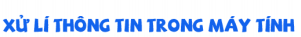 XỬ LÍ THÔNG TIN TRONG MÁY TÍNH